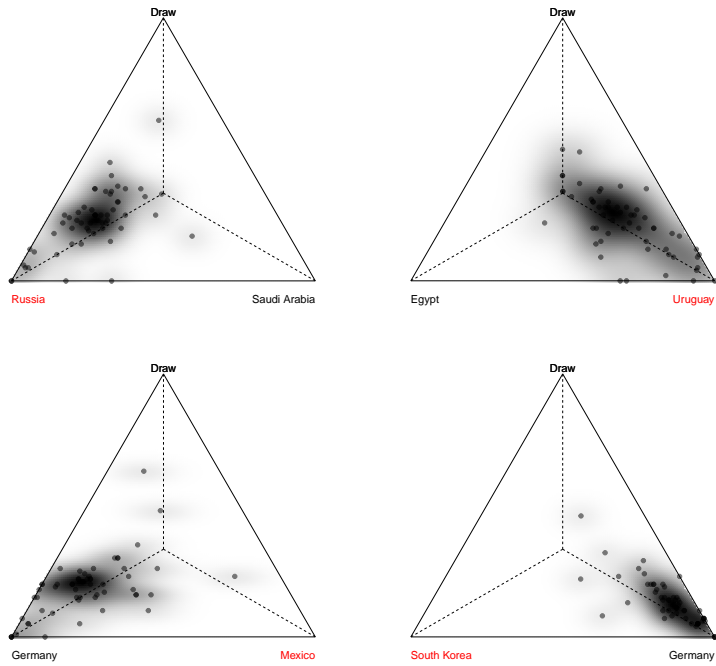 Draw
Draw
Russia
Saudi Arabia
Egypt
Uruguay
Draw
Draw
Germany
Mexico
South Korea
Germany